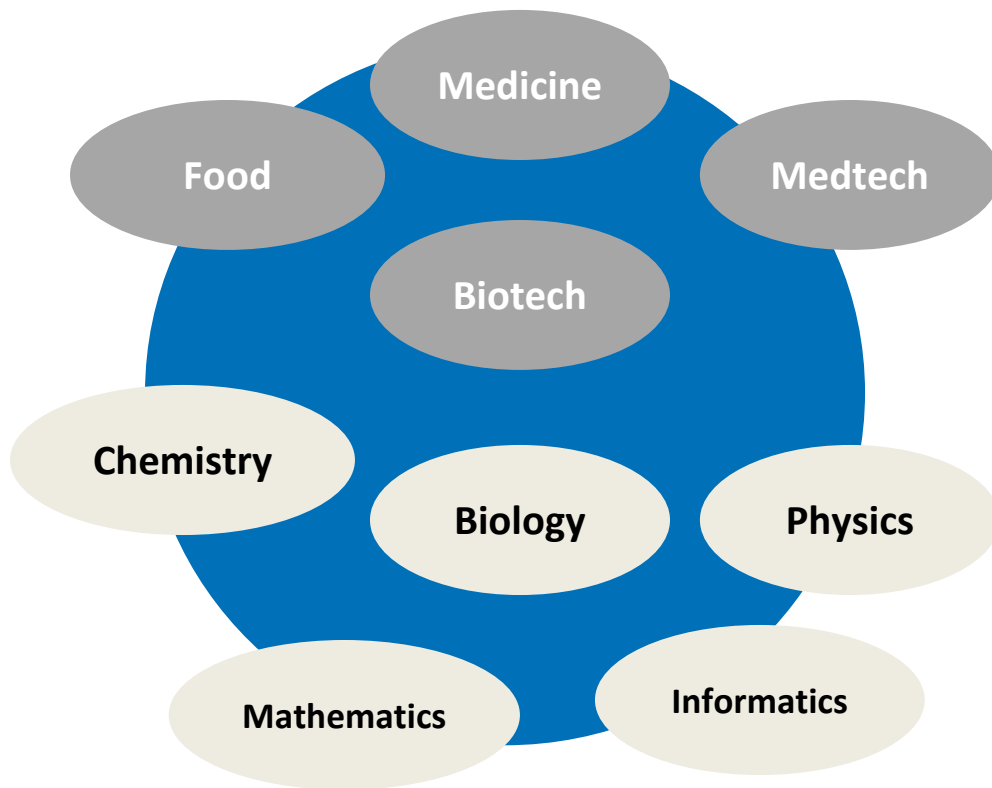 Medicine
Food
Medtech
Biotech
Chemistry
Biology
Physics
Mathematics
Informatics